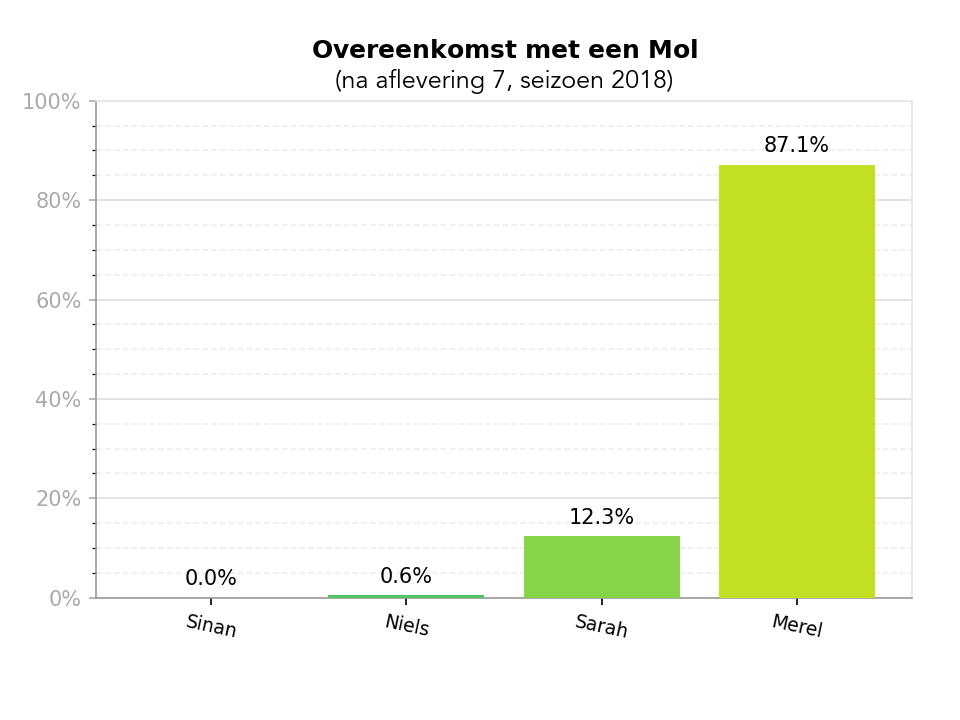 Overeenkomst met een Mol
(na aflevering 7, seizoen 2018)
100%
80%
60%
40%
20%
0%
87.1%
12.3%
0.6%
0.0%
Sinan
Niels
Sarah
Merel